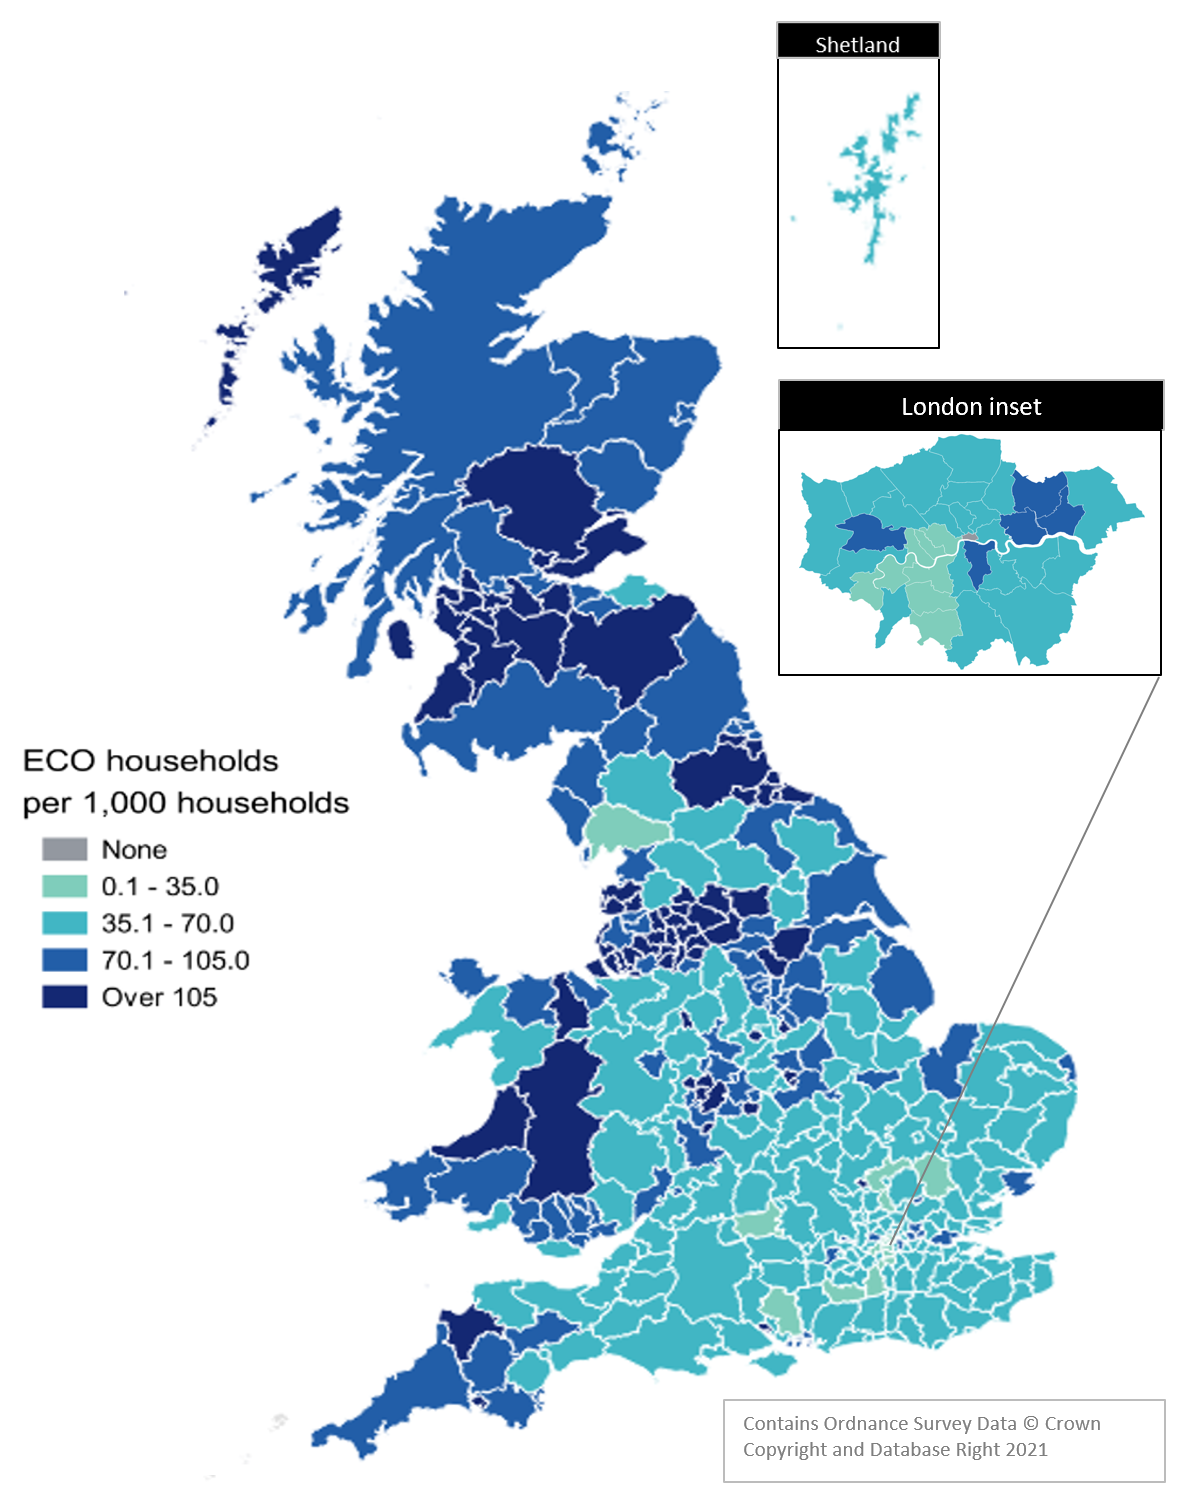 Shetland
London inset
ECO households
per 1,000 households
None
0.1 - 35.0
35.1 - 70.0
70.1 - 105.0
Over 105
Contains Ordnance Survey Data © Crown
Copyright and Database Right 2021